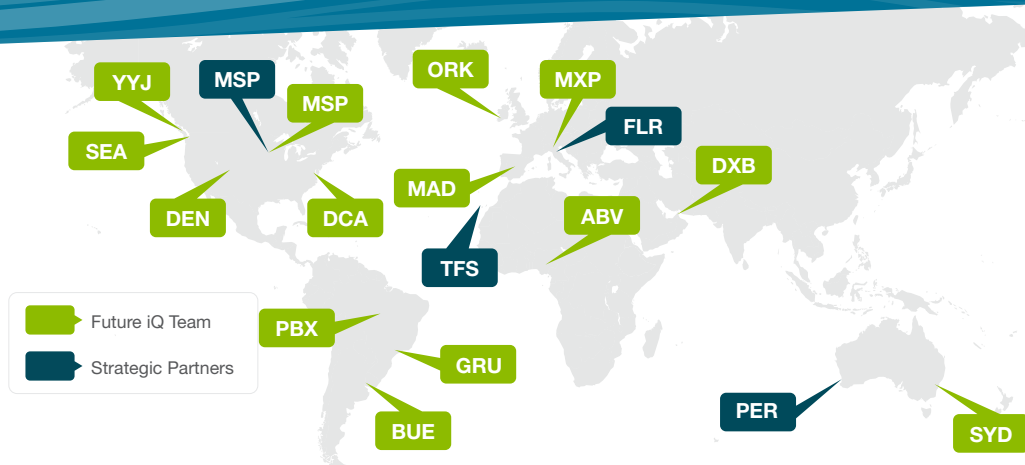 YYJ
MSP
MSP
SEA
DEN
DCA
ORK
MXP
FLR
MAD
DXB
ABV
TFS
Future iQ Team
Strategic Partners
PBX
GRU
BUE
PER
SYD